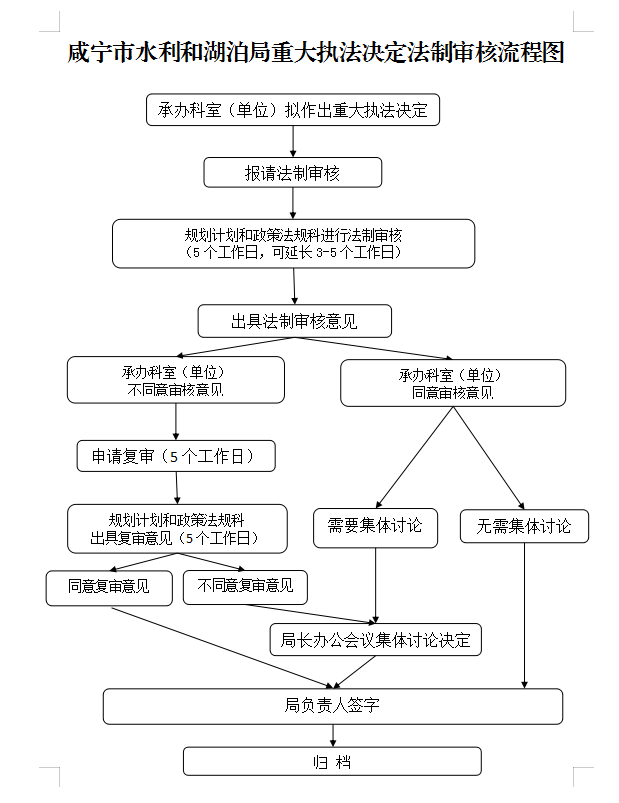 咸宁市水利和湖泊局重大执法决定法制审核流程图
承办科室（单位）拟作出重大执法决定
报请法制审核
规划计划和政策法规科进行法制审核
（5个工作日，可延长3-5个工作日）
出具法制审核意见
承办科室（单位）
不同意审核意见
承办科室（单位）
同意审核意见
申请复审（5个工作日）
规划计划和政策法规科
出具复审意见（5个工作日）
需要集体讨论
无需集体讨论
同意复审意见
不同意复审意见
局长办公会议集体讨论决定
局负责人签字
归 档